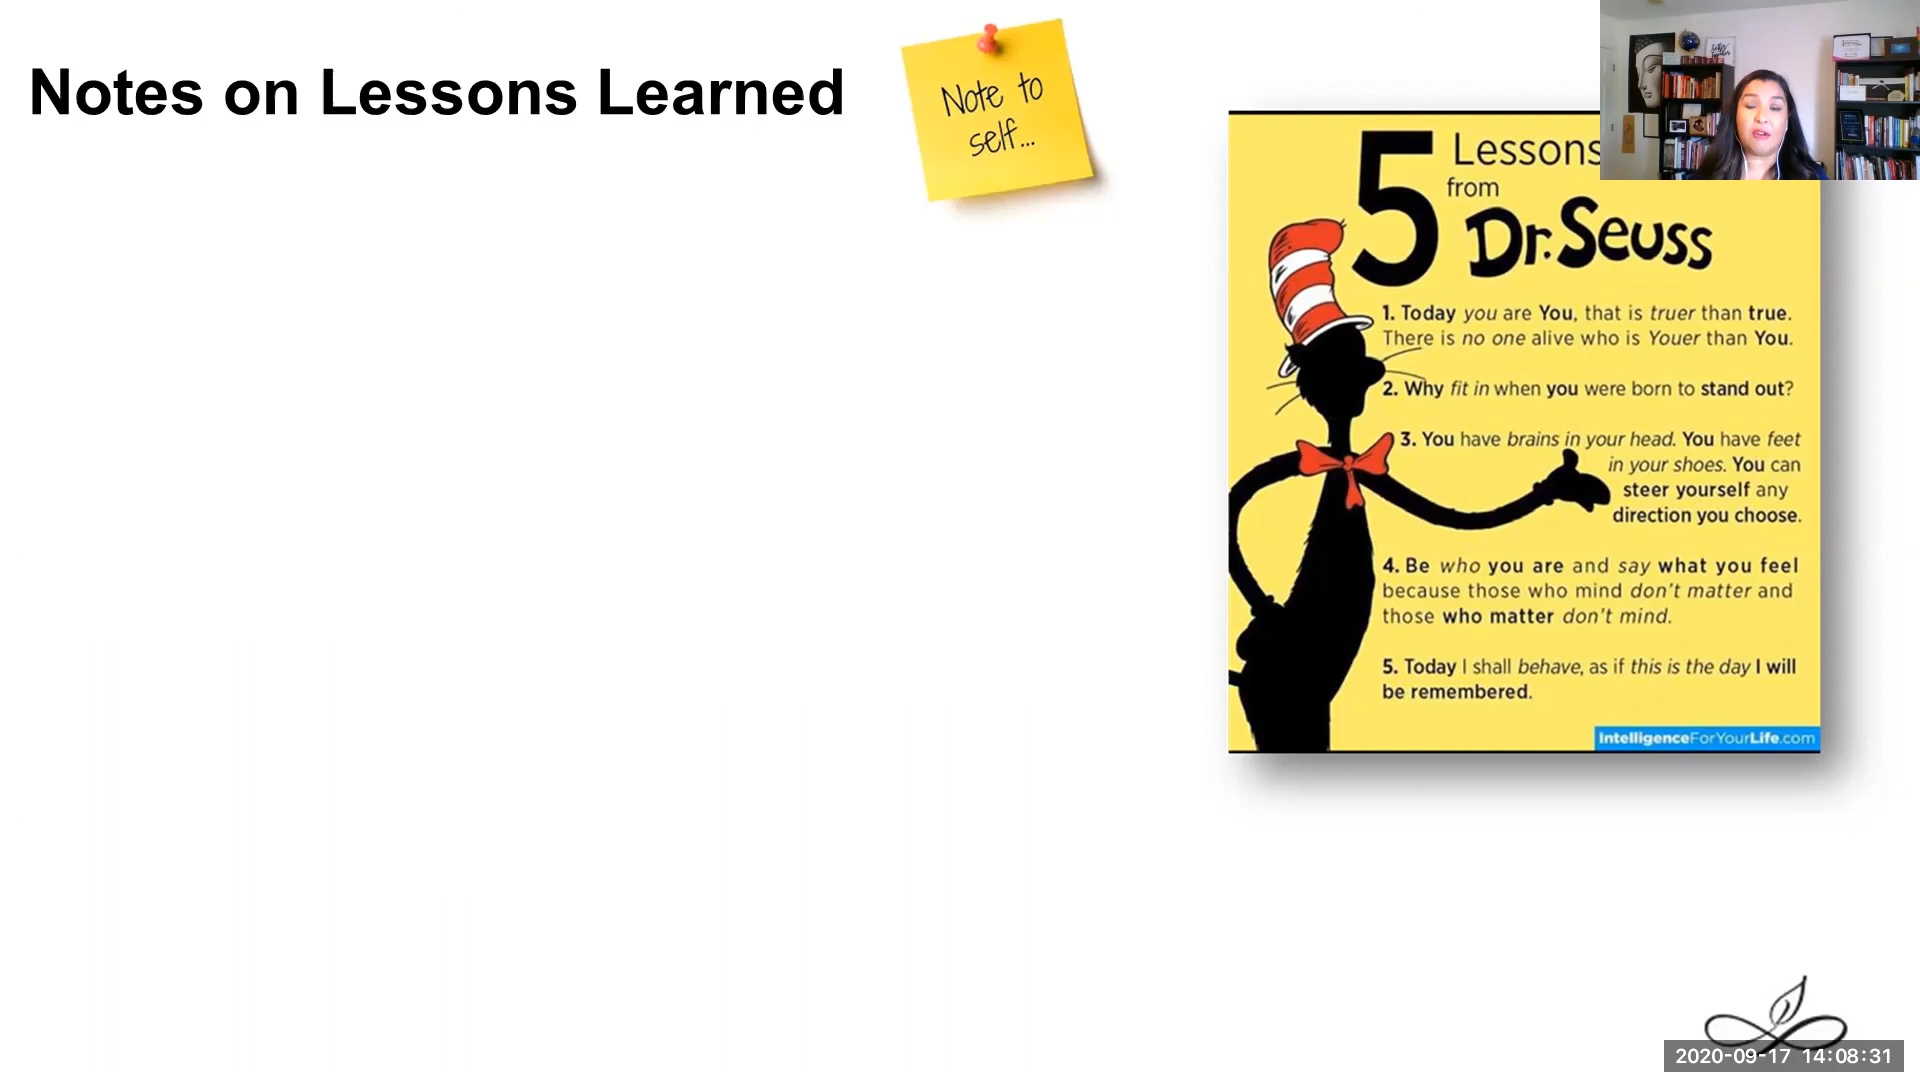 Notes on Lessons Learned
Note to
self...
5 Lessons
from
Dr. Seuss
1. Today you are You, that is truer than true.
There is no one alive who is Youer than You.
2. Why fit in when you were born to stand out?
3. You have brains in your head. You have feet
in your shoes. You can
steer yourself any
direction you choose.
4. Be who you are and say what you feel
because those who mind don't matter and
those who matter don't mind.
5. Today I shall behave, as if this is the day I will
be remembered.
IntelligenceForYourLife.com
2020-09-17 14:08:31